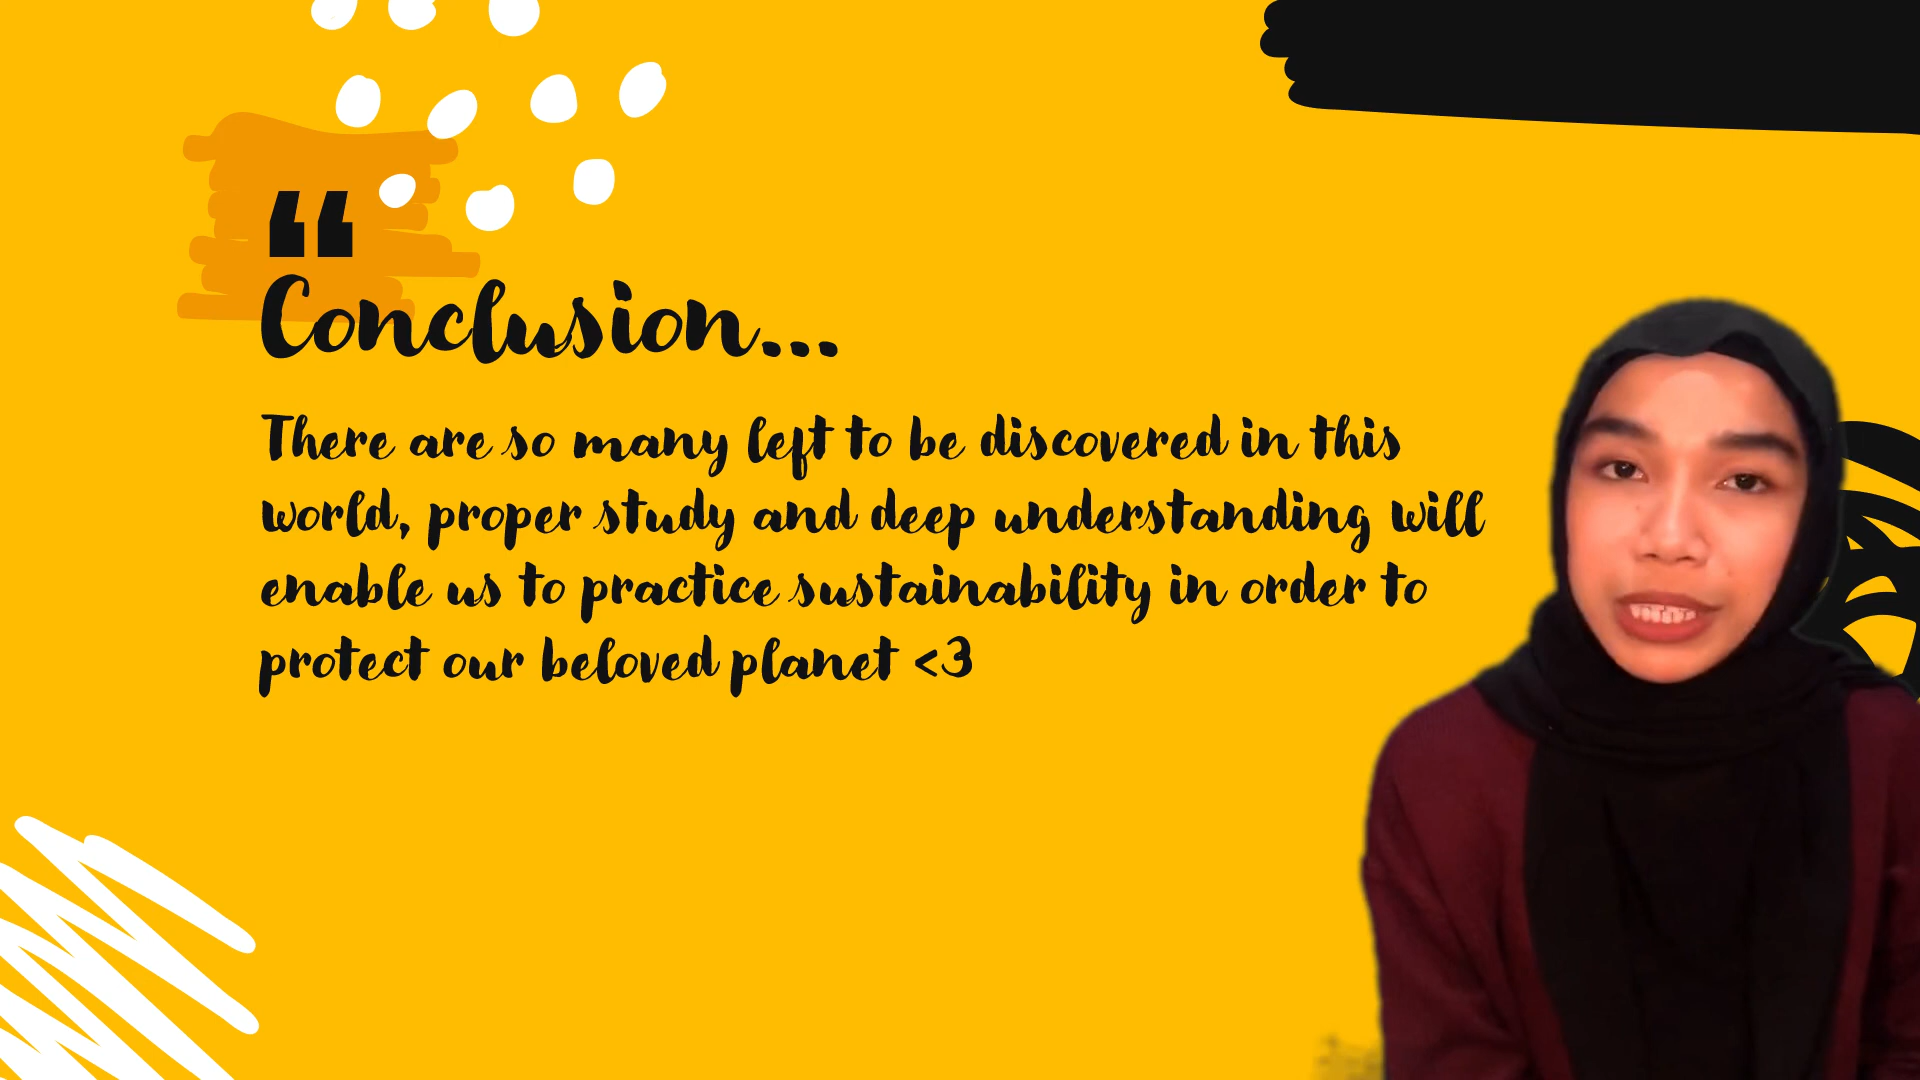 “
Conclusion...
There are so many left to be discovered in this
world, proper study and deep understanding will
enable us to practice sustainability in order to
protect our beloved planet <3